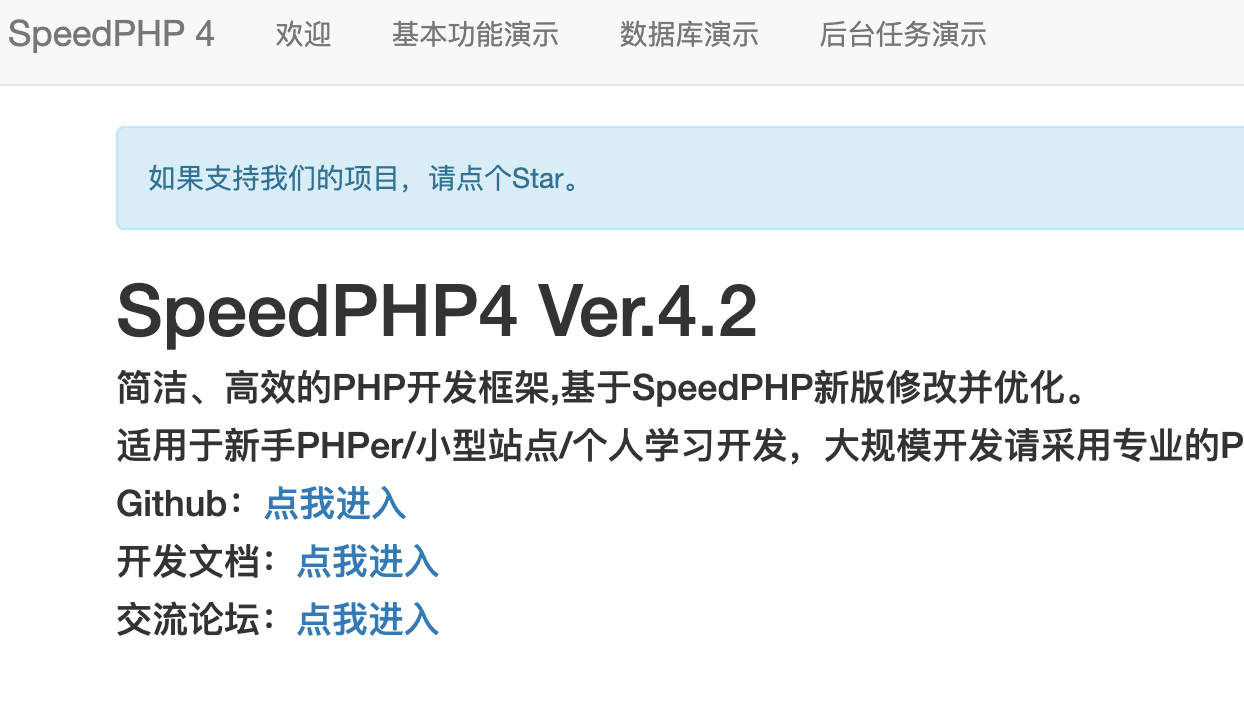 SpeedPHP 4 欢迎 基本功能演示 数据库演示 后台任务演示
如果支持我们的项目，请点个Star。
SpeedPHP4 Ver.4.2
简洁、高效的PHP开发框架,基于SpeedPHP新版修改并优化。
适用于新手PHPer/小型站点/个人学习开发，大规模开发请采用专业的P
Github：点我进入
开发文档：点我进入
交流论坛：点我进入